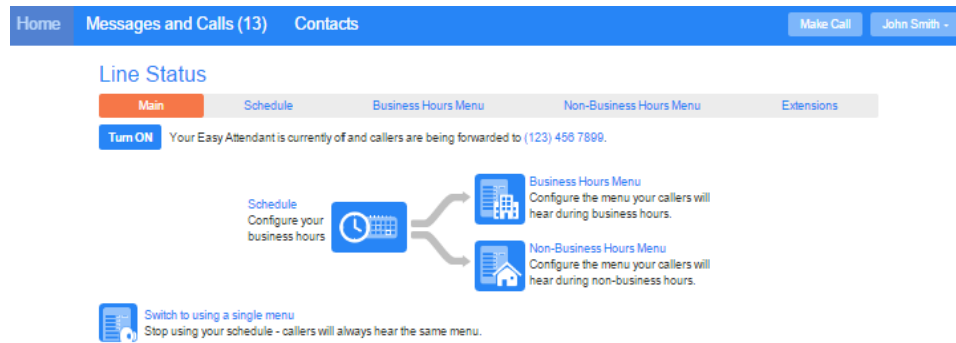 Home Messages and Calls (13) Contacts Make Call John Smith
Line Status
Main Schedule Business Hours Menu Non-Business Hours Menu Extensions
Turn ON Your Easy Attendant is currently of and callers are being forwarded to (123) 456 7899.
Schedule
Configure your
business hours
Business Hours Menu
Configure the menu your callers will
hear during business hours.
Non-Business Hours Menu
Configure the menu your callers will
hear during non-business hours.
Switch to using a single menu
Stop using your schedule - callers will always hear the same menu.